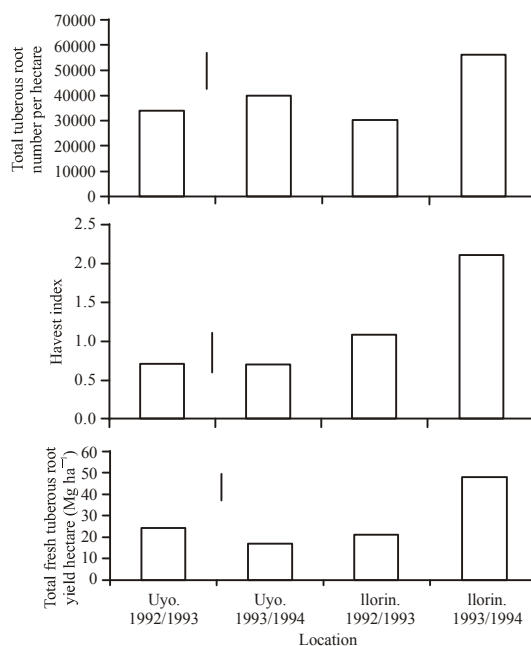 Total tuberous root
number per hectare
70000
60000
50000
40000
30000
20000
10000
0
Havest index
2.5
2.0
1.5
1.0
0.5
0.0
Total fresh tuberous root
yield hectare (Mg ha⁻¹)
60
50
40
30
20
10
0
Uyo.
1992/1993
Uyo.
1993/1994
llorin.
1992/1993
llorin.
1993/1994
Location